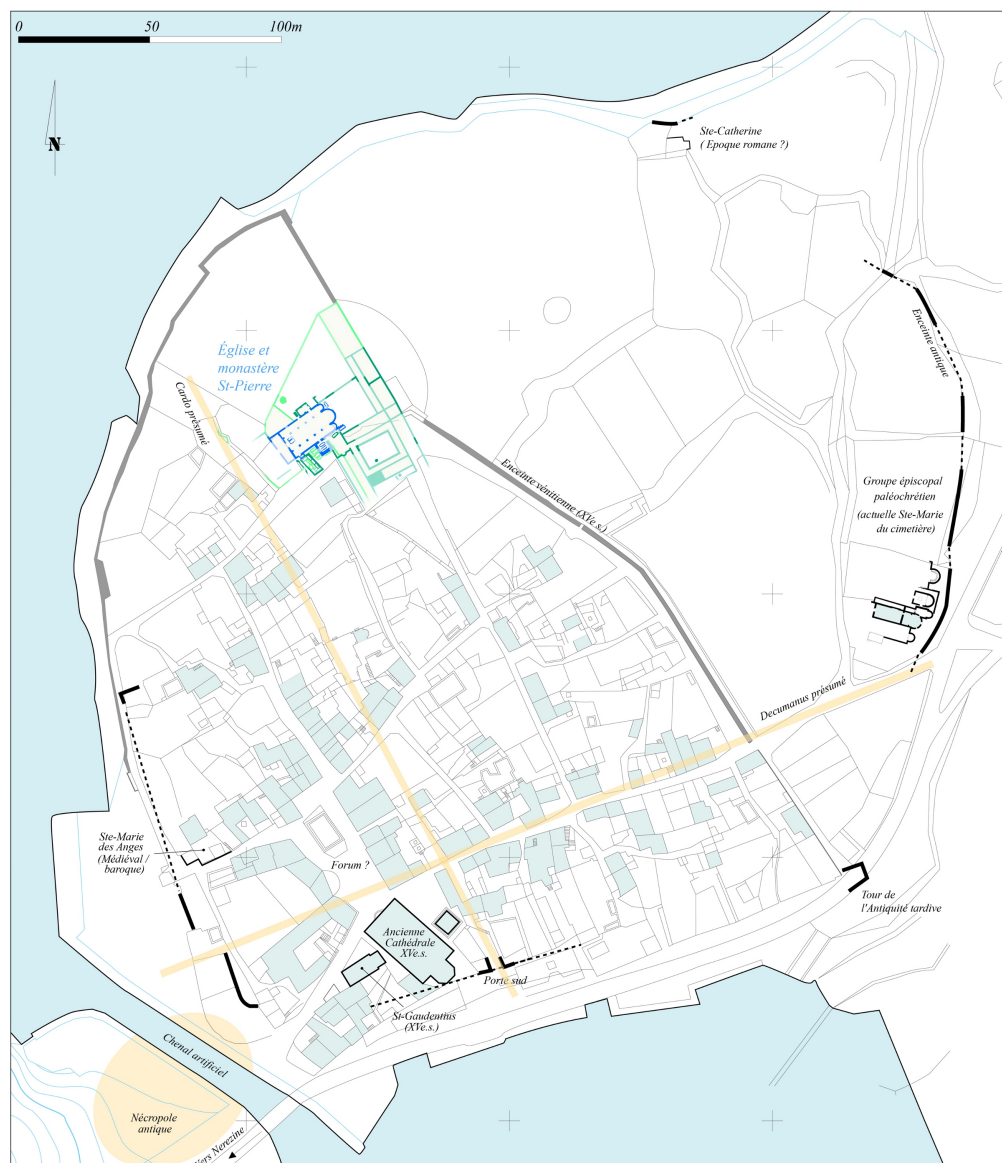 0 50 100m
N
Ste-Catherine
( Epoque romane ?)
Église et
monastère
St-Pierre
Cardo présumé
Enceinte antique
Enceinte vénitienne (XVe s.)
Groupe épiscopal
paléochrétien
(actuelle Ste-Marie
du cimetière)
Decumanus présumé
Ste-Marie
des Anges
(Médiéval /
baroque)
Forum ?
Tour de
l'Antiquité tardive
Ancienne
Cathédrale
XVe.s.
Porte sud
St-Gaudentius
(XVe.s.)
Chenal artificiel
Nécropole
antique
Vers Nerezine